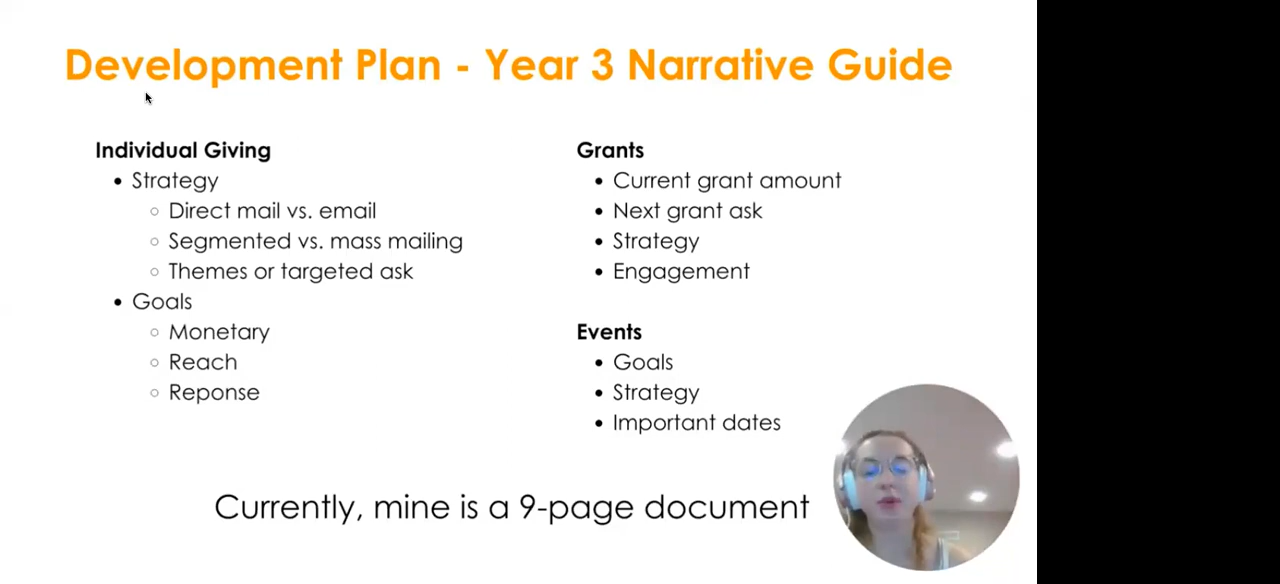 Development Plan - Year 3 Narrative Guide
Individual Giving
Strategy
Direct mail vs. email
Segmented vs. mass mailing
Themes or targeted ask
Goals
Monetary
Reach
Reponse
Grants
Current grant amount
Next grant ask
Strategy
Engagement
Events
Goals
Strategy
Important dates
Currently, mine is a 9-page document